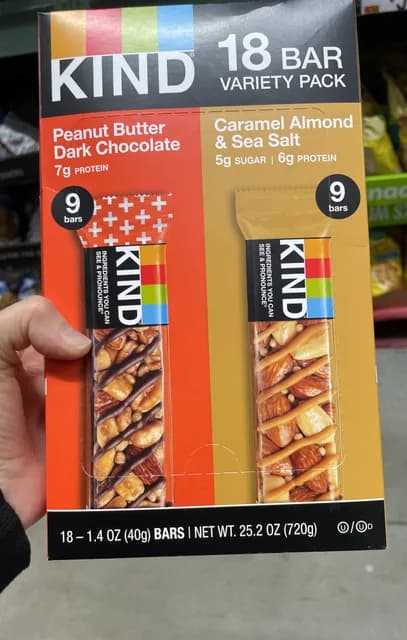 KIND
18 BAR
VARIETY PACK
Peanut Butter
Dark Chocolate
7g PROTEIN
Caramel Almond
& Sea Salt
5g SUGAR | 6g PROTEIN
9
bars
9
bars
KIND
INGREDIENTS YOU CAN
SEE & PRONOUNCE®
KIND
INGREDIENTS YOU CAN
SEE & PRONOUNCE®
18 – 1.4 OZ (40g) BARS | NET WT. 25.2 OZ (720g)
U/UD